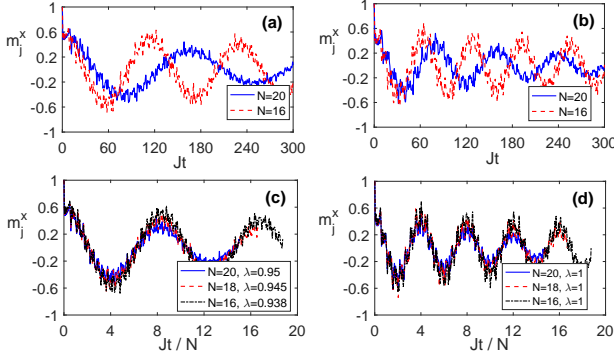 (a)
m_j^x
1
0.6
0.2
-0.2
-0.6
-1
0 60 120 180 240 300
Jt
N=20
N=16
(b)
m_j^x
1
0.6
0.2
-0.2
-0.6
-1
0 60 120 180 240 300
Jt
N=20
N=16
(c)
m_j^x
1
0.6
0.2
-0.2
-0.6
-1
0 4 8 12 16 20
Jt / N
N=20, λ=0.95
N=18, λ=0.945
N=16, λ=0.938
(d)
m_j^x
1
0.6
0.2
-0.2
-0.6
-1
0 4 8 12 16 20
Jt / N
N=20, λ=1
N=18, λ=1
N=16, λ=1